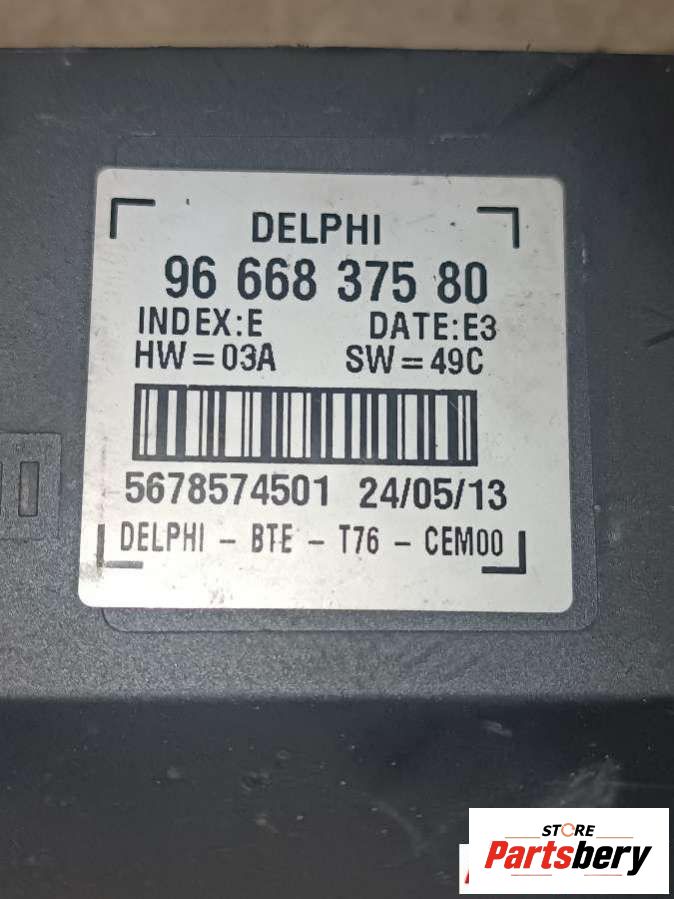 DELPHI
96 668 375 80
INDEX:E DATE:E3
HW=03A SW=49C
5678574501 24/05/13
DELPHI - BTE - T76 - CEM00
STORE
Partsbery